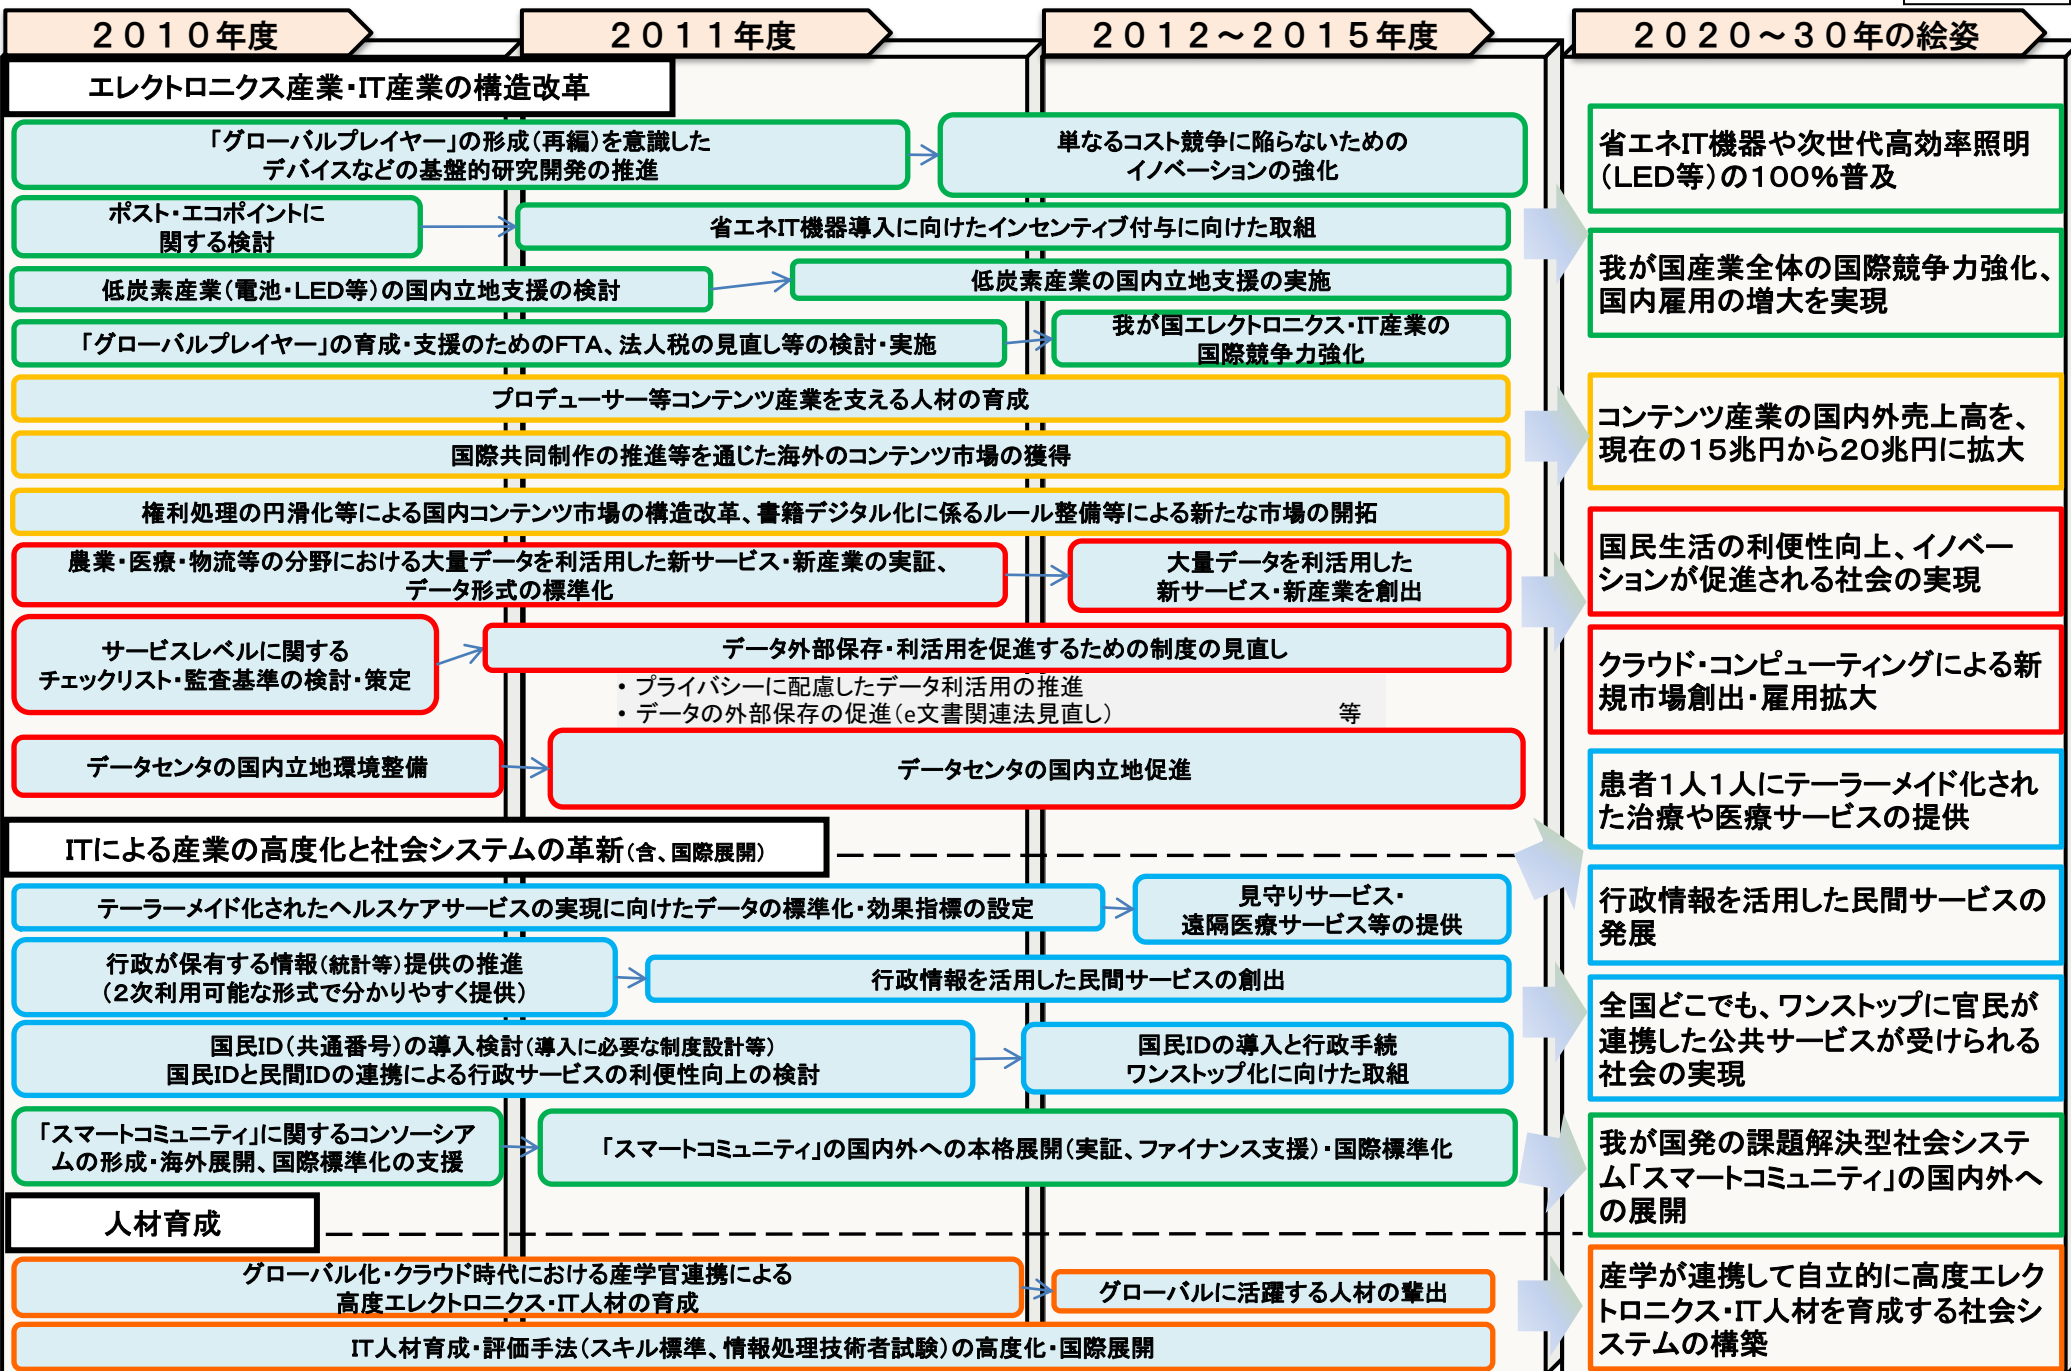 ２０１０年度
２０１１年度
２０１２～２０１５年度
２０２０～３０年の絵姿
エレクトロニクス産業・IT産業の構造改革
「グローバルプレイヤー」の形成（再編）を意識した
デバイスなどの基盤的研究開発の推進
単なるコスト競争に陥らないための
イノベーションの強化
ポスト・エコポイントに
関する検討
省エネIT機器導入に向けたインセンティブ付与に向けた取組
低炭素産業（電池・LED等）の国内立地支援の検討
低炭素産業の国内立地支援の実施
「グローバルプレイヤー」の育成・支援のためのFTA、法人税の見直し等の検討・実施
我が国エレクトロニクス・IT産業の
国際競争力強化
省エネIT機器や次世代高効率照明
（LED等）の100%普及
我が国産業全体の国際競争力強化、
国内雇用の増大を実現
プロデューサー等コンテンツ産業を支える人材の育成
国際共同制作の推進等を通じた海外のコンテンツ市場の獲得
権利処理の円滑化等による国内コンテンツ市場の構造改革、書籍デジタル化に係るルール整備等による新たな市場の開拓
コンテンツ産業の国内外売上高を、
現在の15兆円から20兆円に拡大
農業・医療・物流等の分野における大量データを利活用した新サービス・新産業の実証、
データ形式の標準化
大量データを利活用した
新サービス・新産業を創出
サービスレベルに関する
チェックリスト・監査基準の検討・策定
データ外部保存・利活用を促進するための制度の見直し
・プライバシーに配慮したデータ利活用の推進
・データの外部保存の促進（e文書関連法見直し） 等
データセンタの国内立地環境整備
データセンタの国内立地促進
国民生活の利便性向上、イノベー
ションが促進される社会の実現
クラウド・コンピューティングによる新
規市場創出・雇用拡大
ITによる産業の高度化と社会システムの革新（含、国際展開）
テーラーメイド化されたヘルスケアサービスの実現に向けたデータの標準化・効果指標の設定
見守りサービス・
遠隔医療サービス等の提供
行政が保有する情報（統計等）提供の推進
（２次利用可能な形式で分かりやすく提供）
行政情報を活用した民間サービスの創出
国民ID（共通番号）の導入検討（導入に必要な制度設計等）
国民IDと民間IDの連携による行政サービスの利便性向上の検討
国民IDの導入と行政手続
ワンストップ化に向けた取組
「スマートコミュニティ」に関するコンソーシア
ムの形成・海外展開、国際標準化の支援
「スマートコミュニティ」の国内外への本格展開（実証、ファイナンス支援）・国際標準化
患者１人１人にテーラーメイド化され
た治療や医療サービスの提供
行政情報を活用した民間サービスの
発展
全国どこでも、ワンストップに官民が
連携した公共サービスが受けられる
社会の実現
我が国発の課題解決型社会システ
ム「スマートコミュニティ」の国内外へ
の展開
人材育成
グローバル化・クラウド時代における産学官連携による
高度エレクトロニクス・IT人材の育成
グローバルに活躍する人材の輩出
IT人材育成・評価手法（スキル標準、情報処理技術者試験）の高度化・国際展開
産学が連携して自立的に高度エレク
トロニクス・IT人材を育成する社会シ
ステムの構築